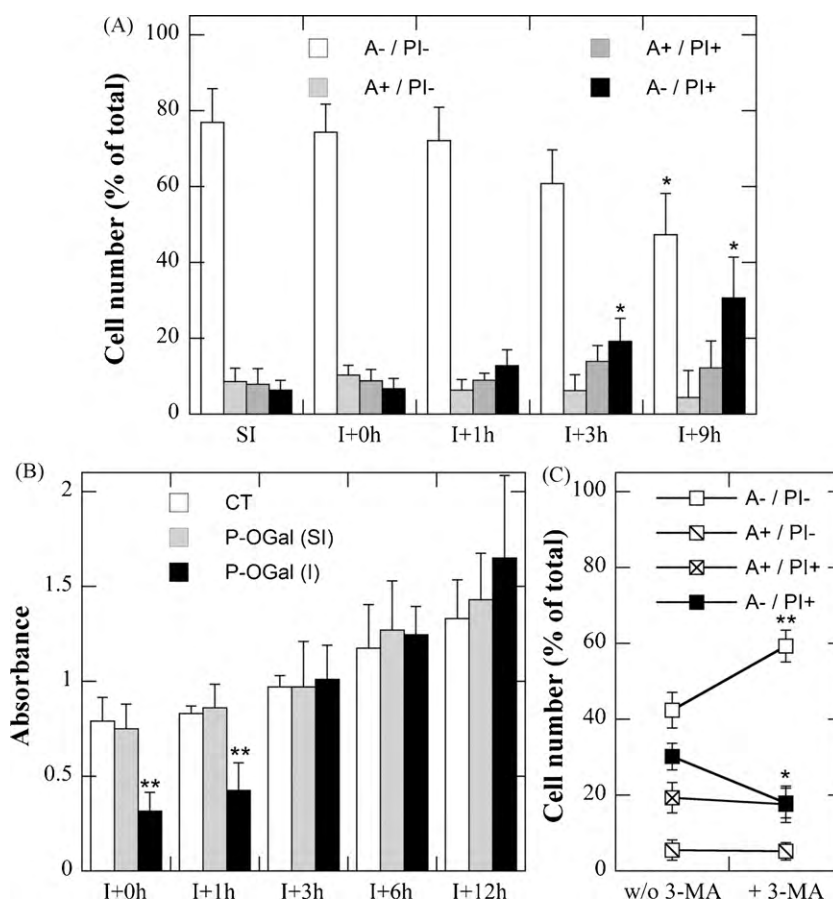 (A)
100
80
60
40
20
0
Cell number (% of total)
A- / PI-
A+ / PI-
A+ / PI+
A- / PI+
*
*
*
SI
I+0h
I+1h
I+3h
I+9h
(B)
2
1.5
1
0.5
0
Absorbance
CT
P-OGal (SI)
P-OGal (I)
**
**
I+0h
I+1h
I+3h
I+6h
I+12h
(C)
100
80
60
40
20
0
Cell number (% of total)
A- / PI-
A+ / PI-
A+ / PI+
A- / PI+
**
*
w/o 3-MA
+ 3-MA